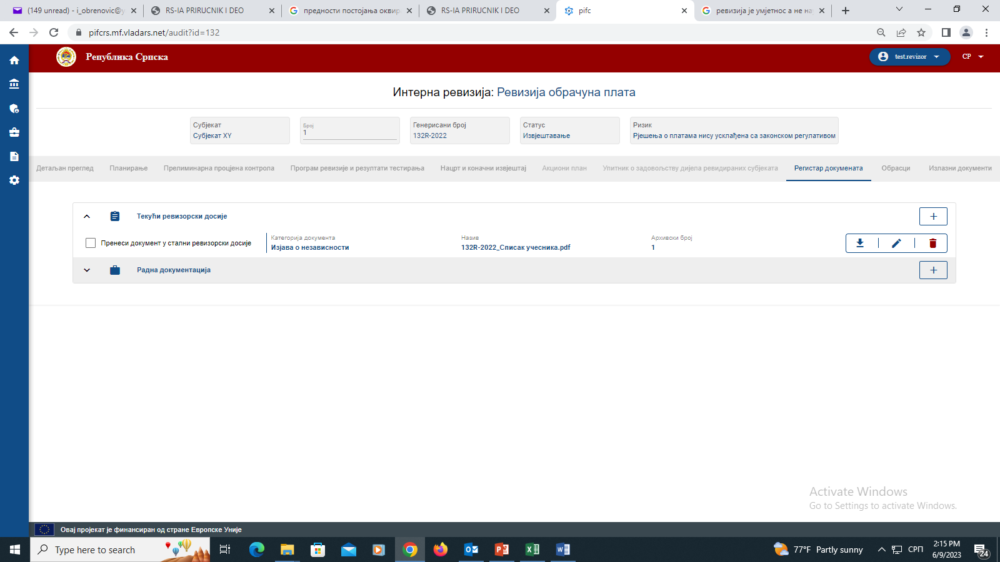 (149 unread) - i_obrenovic@y
RS-IA PRIRUCNIK I DEO
предности постојања оквир
RS-IA PRIRUCNIK I DEO
pifc
ревизија је умјетнос а не на
pifcrs.mf.vladars.net/audit?id=132
Република Српска
test.revizor
СР
Интерна ревизија: Ревизија обрачуна плата
Субјекат
Субјекат XY
Број
1
Генерисани број
132R-2022
Статус
Извјештавање
Ризик
Рјешења о платама нису усклађена са законском регулативом
Детаљан преглед
Планирање
Прелиминарна процјена контрола
Програм ревизије и резултати тестирања
Нацрт и коначни извјештај
Акциони план
Упитник о задовољству дијела ревидираних субјеката
Регистар докумената
Обрасци
Излазни документи
Текући ревизорски досије
Пренеси документ у стални ревизорски досије
Категорија документа
Изјава о независности
Назив
132R-2022_Списак учесника.pdf
Архивски број
1
Радна документација
Activate Windows
Go to Settings to activate Windows.
Овај пројекат је финансиран од стране Европске Уније
Type here to search
77°F Partly sunny
СРП
2:15 PM
6/9/2023
24